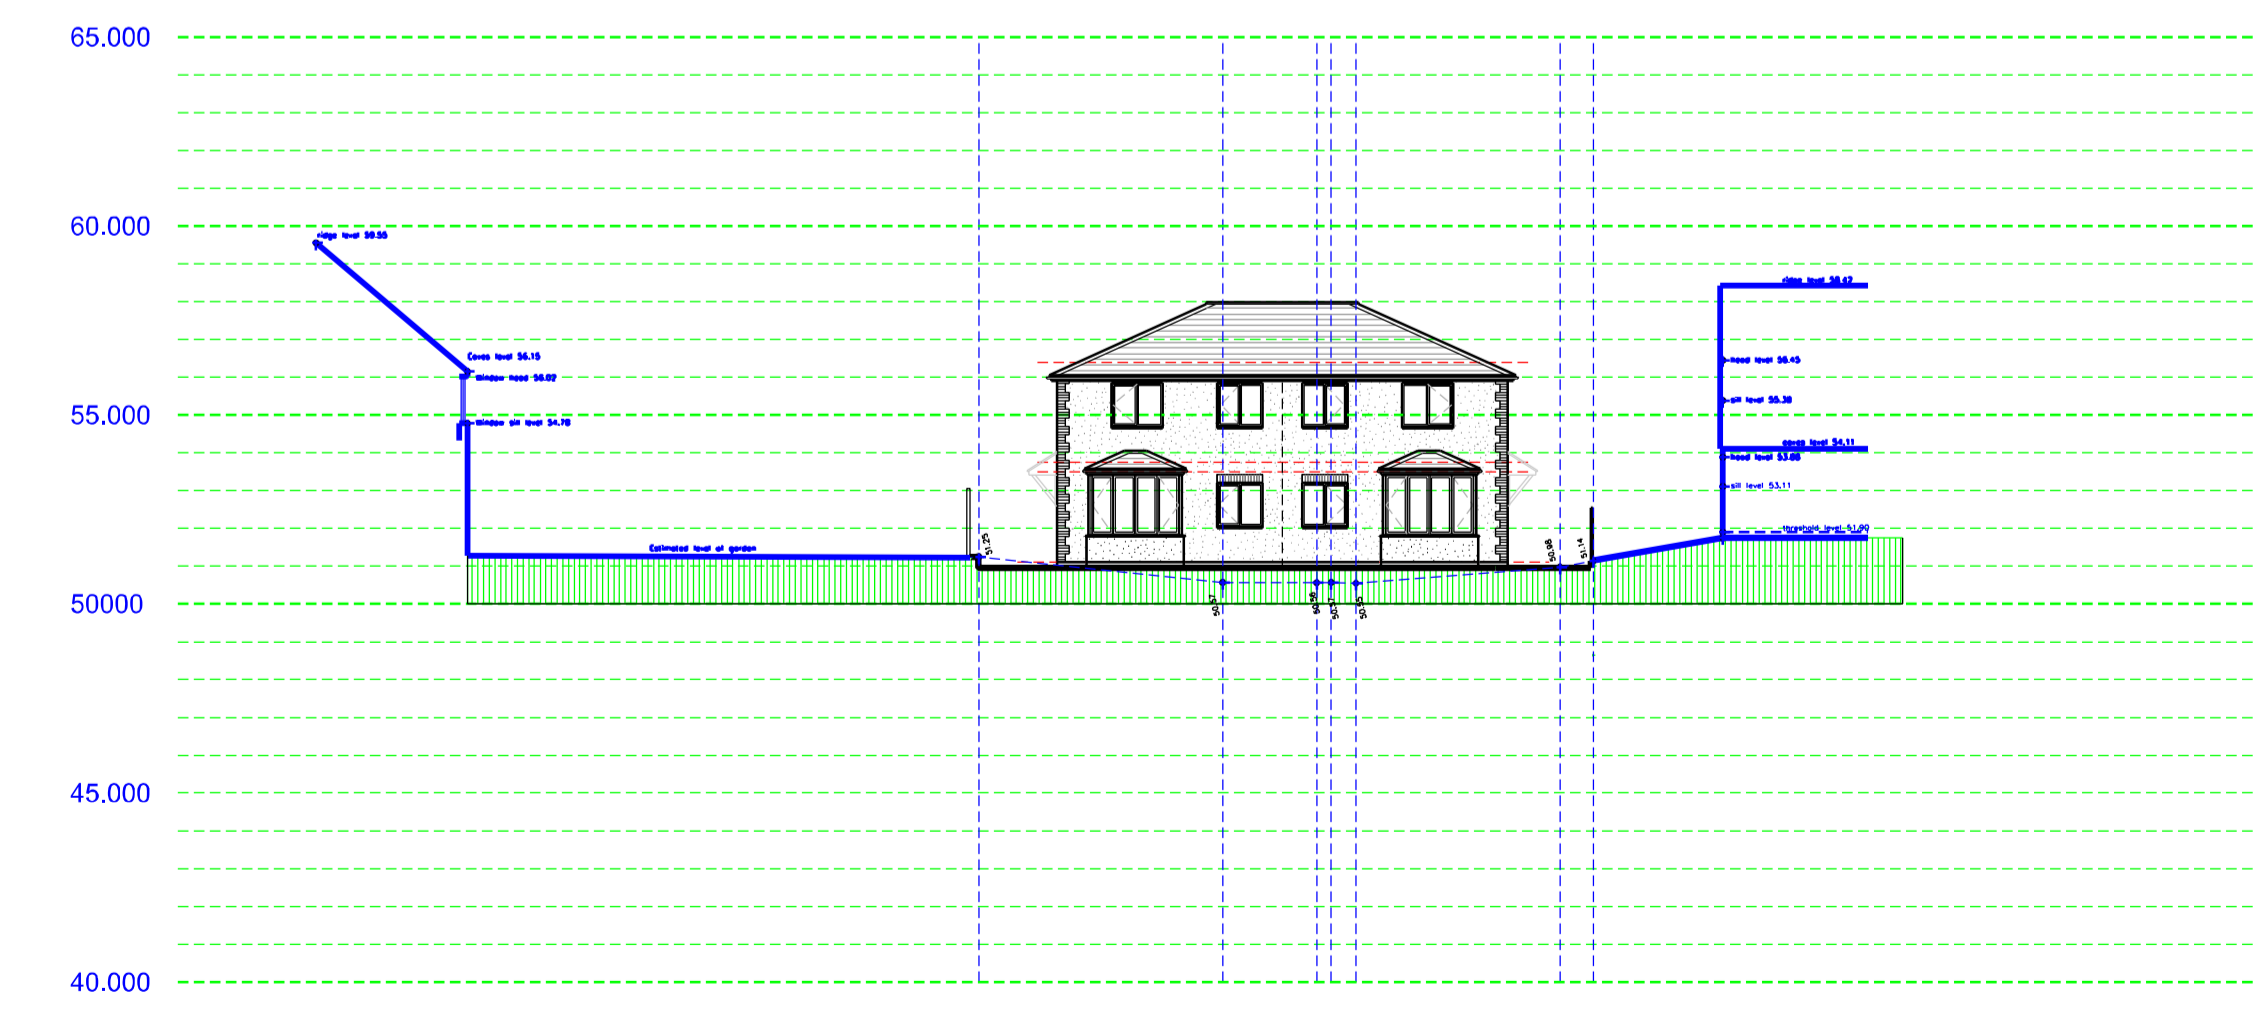 65.000
60.000
ridge level 59.55
ridge level 58.42
Eaves level 56.15
window head 56.02
head level 56.45
sill level 55.38
55.000
window sill level 54.78
eaves level 54.11
head level 53.88
sill level 53.11
threshold level 51.90
Estimated level of garden
51.25
50.98
51.14
50000
50.57
50.56
50.57
50.55
45.000
40.000